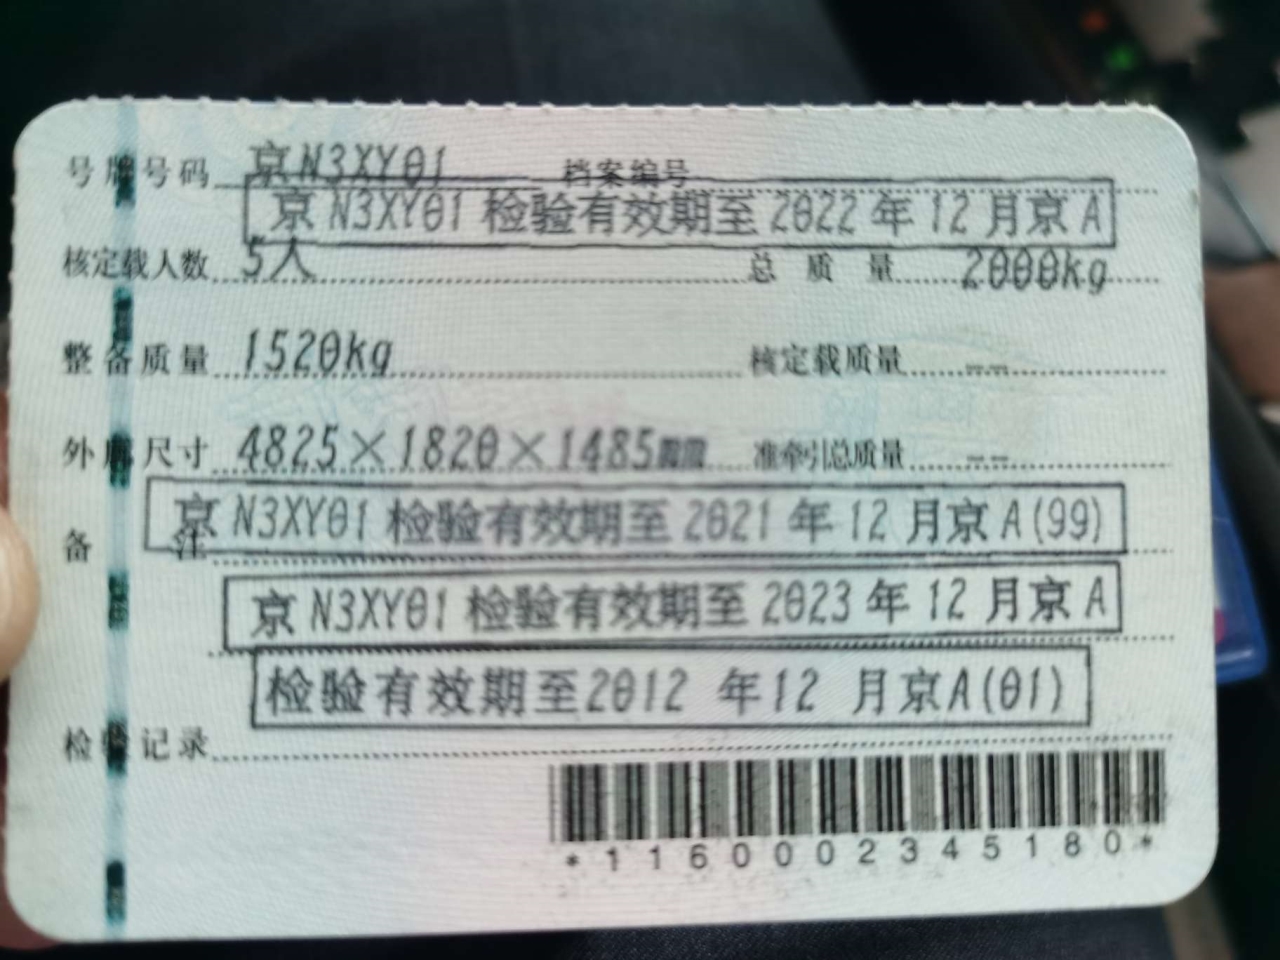 号牌号码 京N3XY01 档案编号
京N3XY01检验有效期至2022年12月京A
核定载人数 5人 总质量 2000kg
整备质量 1520kg 核定载质量 --
外廓尺寸 4825×1820×1485mm 准牵引总质量 --
京N3XY01检验有效期至2021年12月京A(99)
备注
京N3XY01检验有效期至2023年12月京A
检验有效期至2012年12月京A(01)
检验记录
*1160002345180*